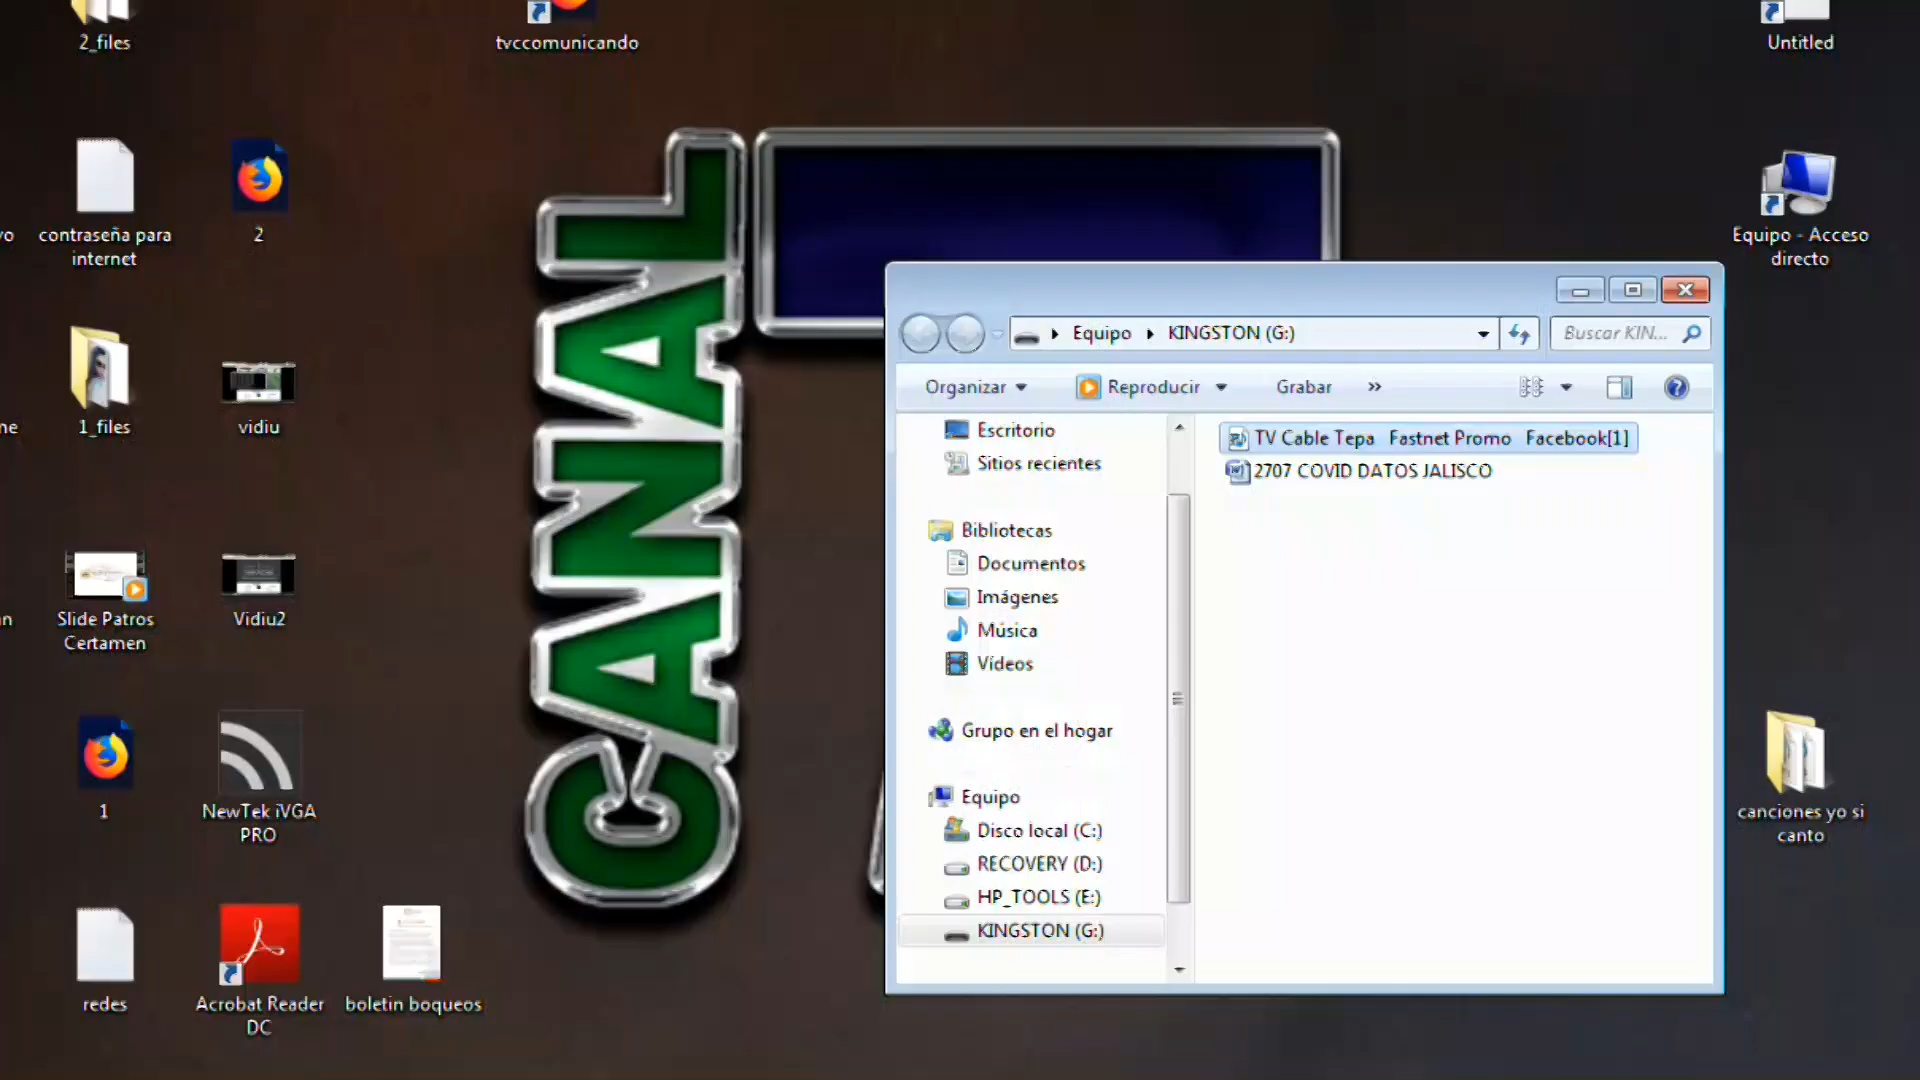 2_files
tvccomunicando
Untitled
contraseña para
internet
2
Equipo - Acceso
directo
1_files
vidiu
Slide Patros
Certamen
Vidiu2
1
NewTek iVGA
PRO
canciones yo si
canto
redes
Acrobat Reader
DC
boletin boqueos
CANAL
Equipo
KINGSTON (G:)
Buscar KIN...
Organizar
Reproducir
Grabar
»
Escritorio
Sitios recientes
Bibliotecas
Documentos
Imágenes
Música
Vídeos
Grupo en el hogar
Equipo
Disco local (C:)
RECOVERY (D:)
HP_TOOLS (E:)
KINGSTON (G:)
TV Cable Tepa Fastnet Promo Facebook[1]
2707 COVID DATOS JALISCO